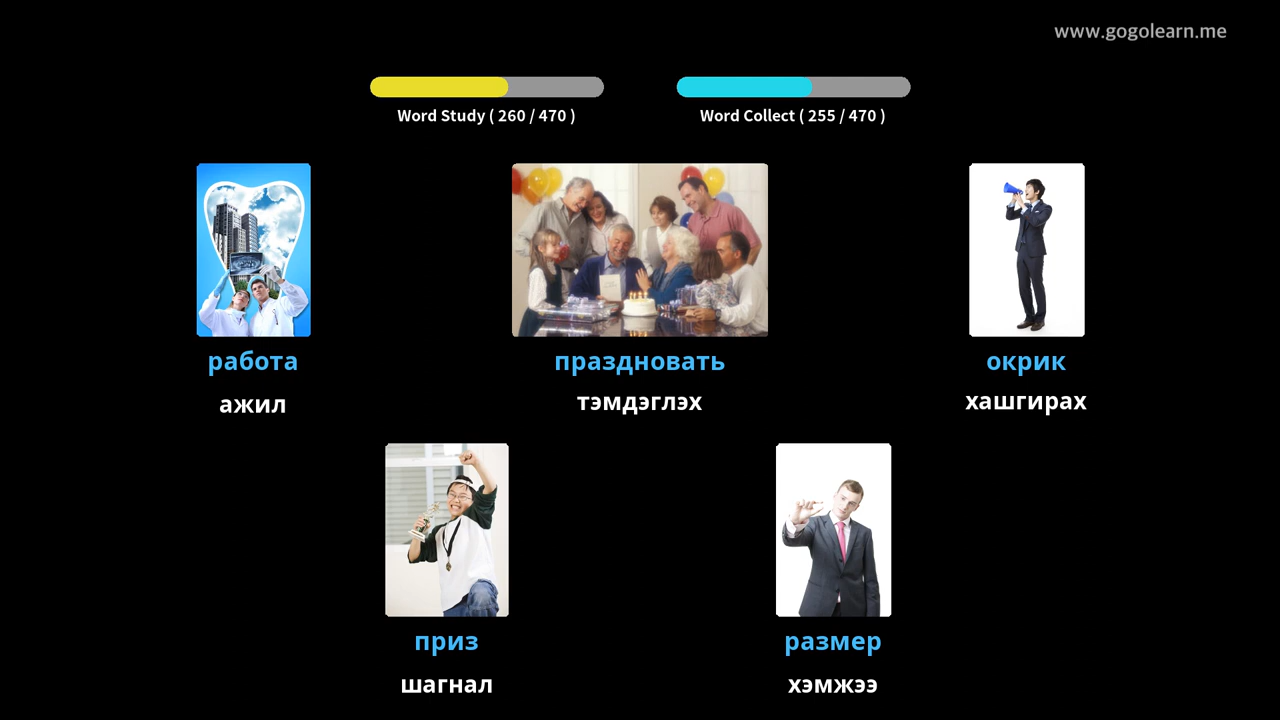 www.gogolearn.me
Word Study ( 260 / 470 )
Word Collect ( 255 / 470 )
работа
праздновать
окрик
ажил
тэмдэглэх
хашгирах
приз
размер
шагнал
хэмжээ